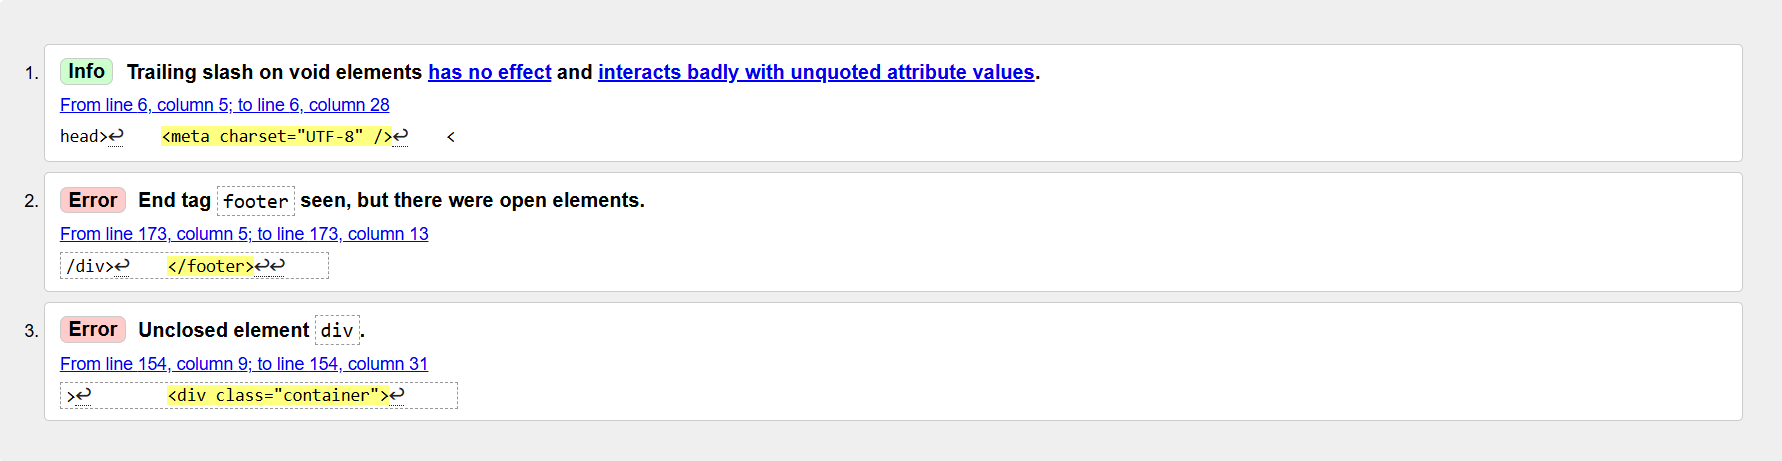 1. Info Trailing slash on void elements has no effect and interacts badly with unquoted attribute values.
From line 6, column 5; to line 6, column 28
head>↩    <meta charset="UTF-8" />↩    <
2. Error End tag footer seen, but there were open elements.
From line 173, column 5; to line 173, column 13
/div>↩    </footer>↩↩
3. Error Unclosed element div.
From line 154, column 9; to line 154, column 31
>↩        <div class="container">↩